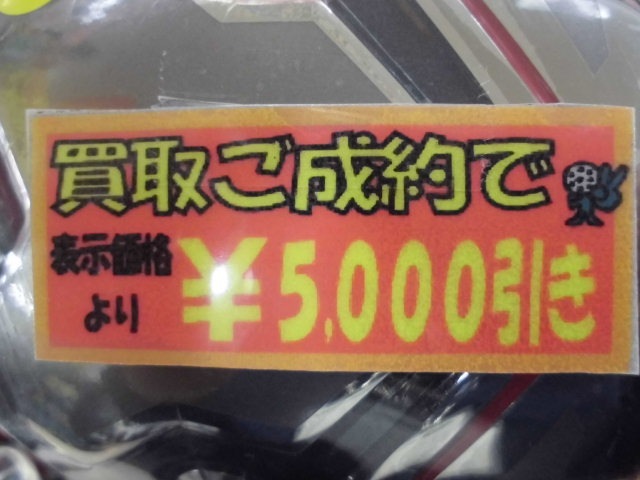 買取ご成約で
表示価格
より
¥5,000引き